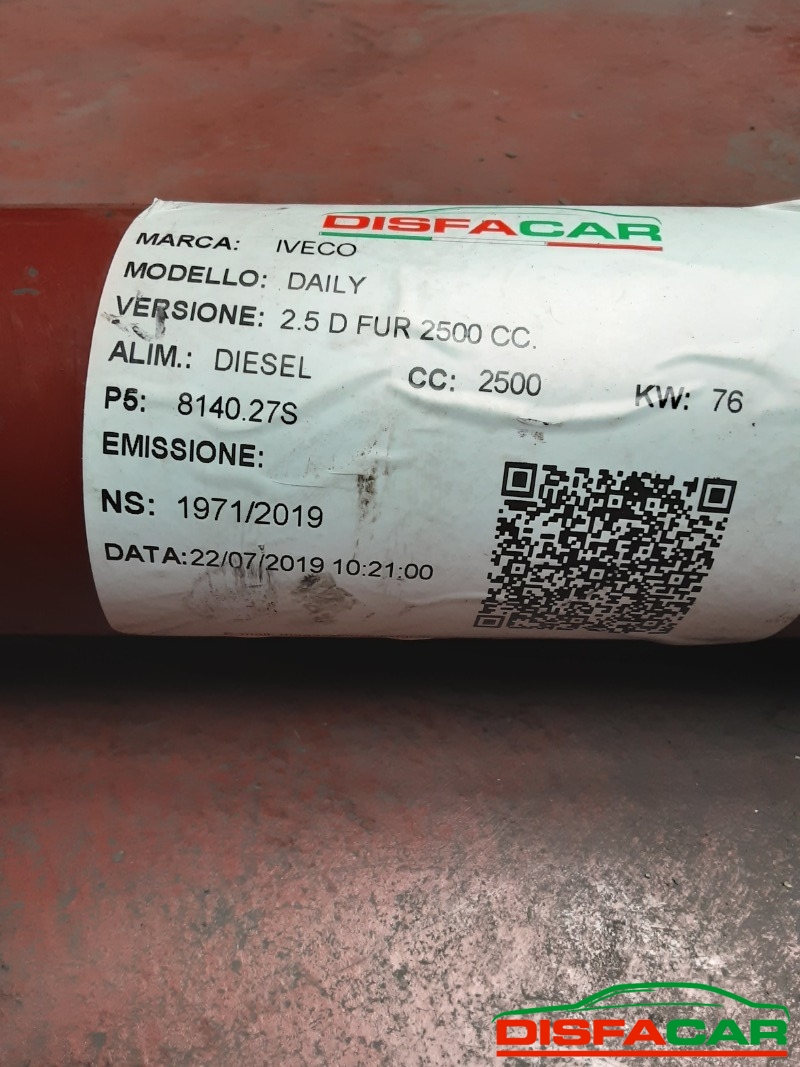 DISFACAR
MARCA: IVECO
MODELLO: DAILY
VERSIONE: 2.5 D FUR 2500 CC.
ALIM.: DIESEL CC: 2500 KW: 76
P5: 8140.27S
EMISSIONE:
NS: 1971/2019
DATA:22/07/2019 10:21:00
DISFACAR